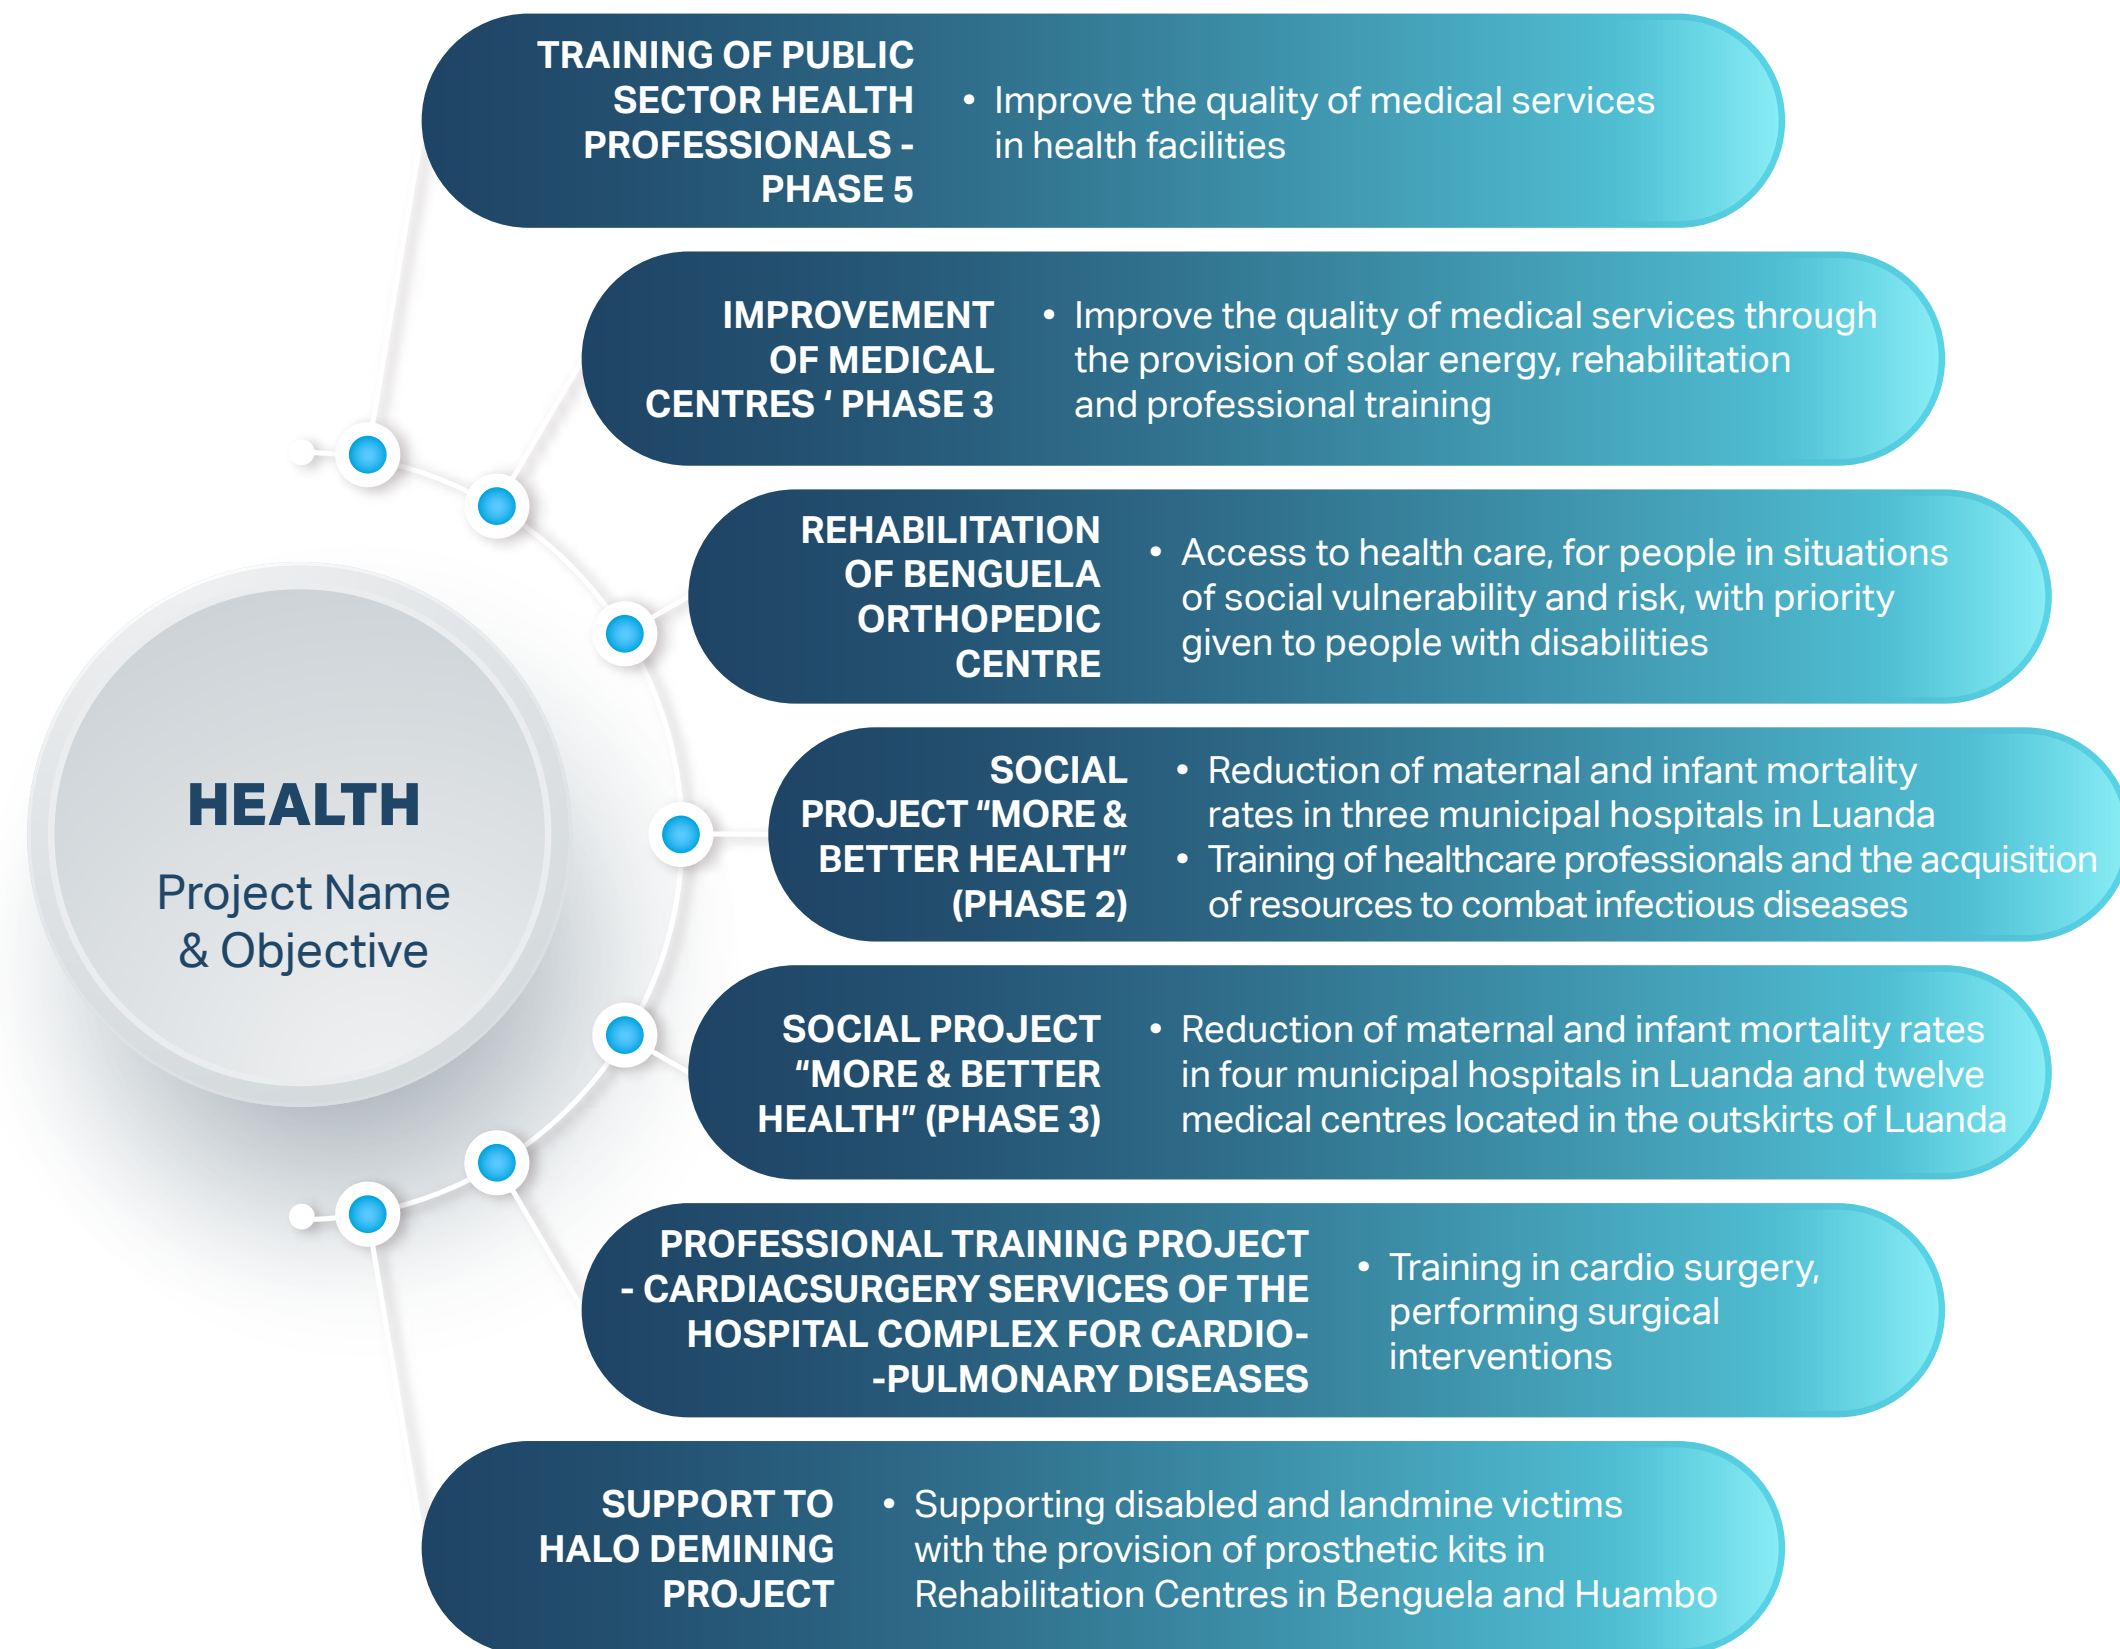 HEALTH
Project Name
& Objective
TRAINING OF PUBLIC
SECTOR HEALTH
PROFESSIONALS -
PHASE 5
• Improve the quality of medical services
in health facilities
IMPROVEMENT
OF MEDICAL
CENTRES ‘ PHASE 3
• Improve the quality of medical services through
the provision of solar energy, rehabilitation
and professional training
REHABILITATION
OF BENGUELA
ORTHOPEDIC
CENTRE
• Access to health care, for people in situations
of social vulnerability and risk, with priority
given to people with disabilities
SOCIAL
PROJECT “MORE &
BETTER HEALTH”
(PHASE 2)
• Reduction of maternal and infant mortality
rates in three municipal hospitals in Luanda
• Training of healthcare professionals and the acquisition
of resources to combat infectious diseases
SOCIAL PROJECT
“MORE & BETTER
HEALTH” (PHASE 3)
• Reduction of maternal and infant mortality rates
in four municipal hospitals in Luanda and twelve
medical centres located in the outskirts of Luanda
PROFESSIONAL TRAINING PROJECT
- CARDIACSURGERY SERVICES OF THE
HOSPITAL COMPLEX FOR CARDIO-
-PULMONARY DISEASES
• Training in cardio surgery,
performing surgical
interventions
SUPPORT TO
HALO DEMINING
PROJECT
• Supporting disabled and landmine victims
with the provision of prosthetic kits in
Rehabilitation Centres in Benguela and Huambo